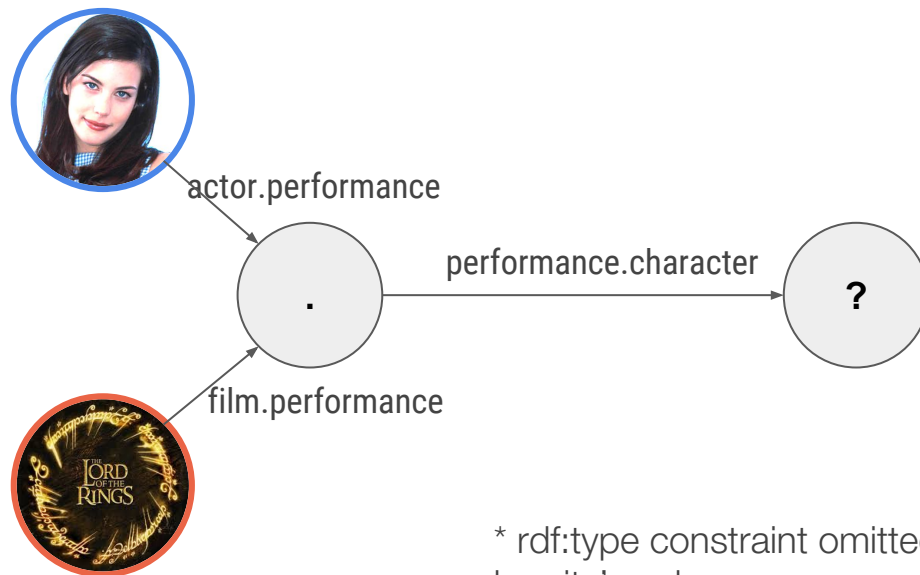 actor.performance
performance.character
.
?
film.performance
THE
LORD
OF THE
RINGS
* rdf:type constraint omitte